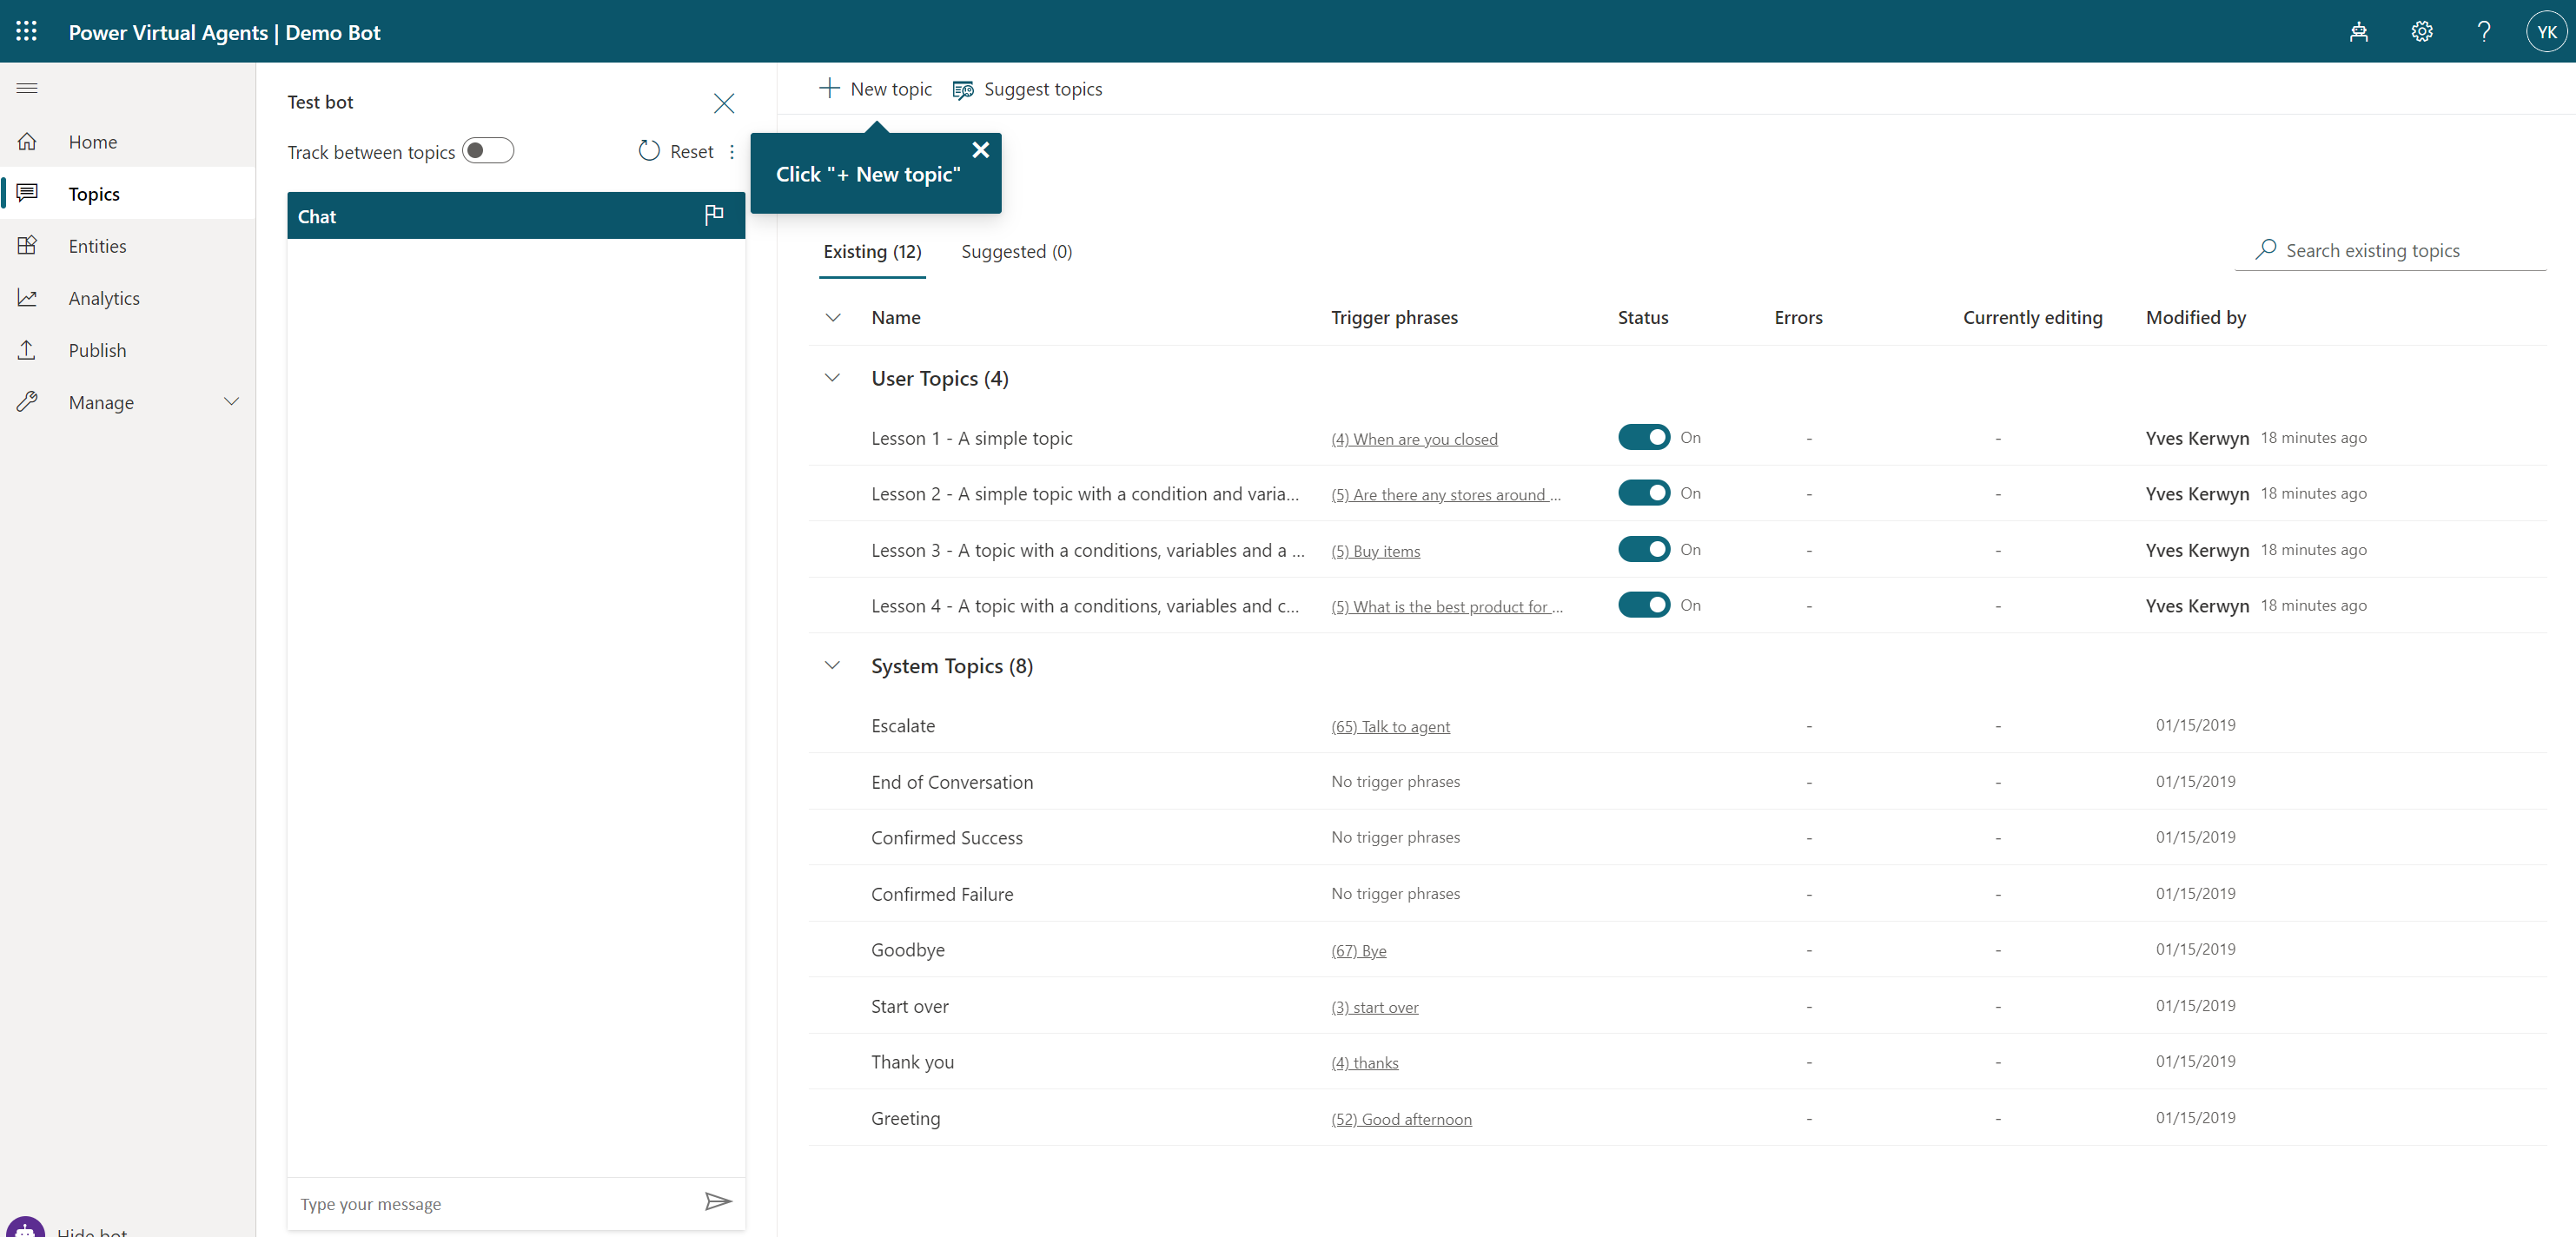 Power Virtual Agents | Demo Bot
YK
Home
Topics
Entities
Analytics
Publish
Manage
Hide bot
Test bot
Track between topics
Reset
Chat
Type your message
New topic
Suggest topics
Click "+ New topic"
Existing (12)
Suggested (0)
Search existing topics
Name Trigger phrases Status Errors Currently editing Modified by
User Topics (4)
Lesson 1 - A simple topic (4) When are you closed On - - Yves Kerwyn 18 minutes ago
Lesson 2 - A simple topic with a condition and varia... (5) Are there any stores around ... On - - Yves Kerwyn 18 minutes ago
Lesson 3 - A topic with a conditions, variables and a ... (5) Buy items On - - Yves Kerwyn 18 minutes ago
Lesson 4 - A topic with a conditions, variables and c... (5) What is the best product for ... On - - Yves Kerwyn 18 minutes ago
System Topics (8)
Escalate (65) Talk to agent - - 01/15/2019
End of Conversation No trigger phrases - - 01/15/2019
Confirmed Success No trigger phrases - - 01/15/2019
Confirmed Failure No trigger phrases - - 01/15/2019
Goodbye (67) Bye - - 01/15/2019
Start over (3) start over - - 01/15/2019
Thank you (4) thanks - - 01/15/2019
Greeting (52) Good afternoon - - 01/15/2019